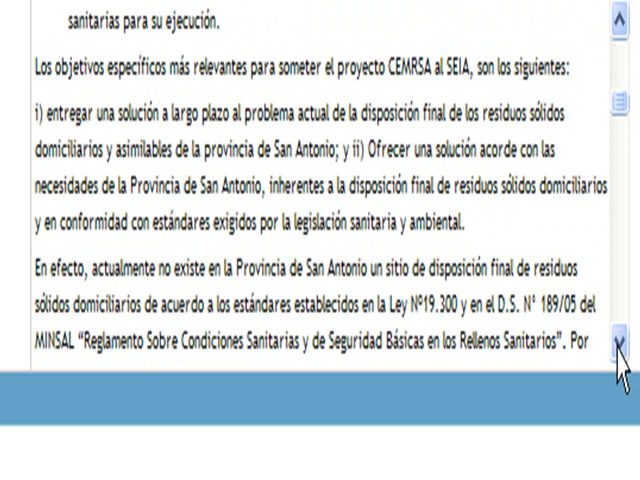 sanitarias para su ejecución.
Los objetivos específicos más relevantes para someter el proyecto CEMRSA al SEIA, son los siguientes:
i) entregar una solución a largo plazo al problema actual de la disposición final de los residuos sólidos
domiciliarios y asimilables de la provincia de San Antonio; y ii) Ofrecer una solución acorde con las
necesidades de la Provincia de San Antonio, inherentes a la disposición final de residuos sólidos domiciliarios
y en conformidad con estándares exigidos por la legislación sanitaria y ambiental.
En efecto, actualmente no existe en la Provincia de San Antonio un sitio de disposición final de residuos
sólidos domiciliarios de acuerdo a los estándares establecidos en la Ley Nº19.300 y en el D.S. N° 189/05 del
MINSAL “Reglamento Sobre Condiciones Sanitarias y de Seguridad Básicas en los Rellenos Sanitarios”. Por